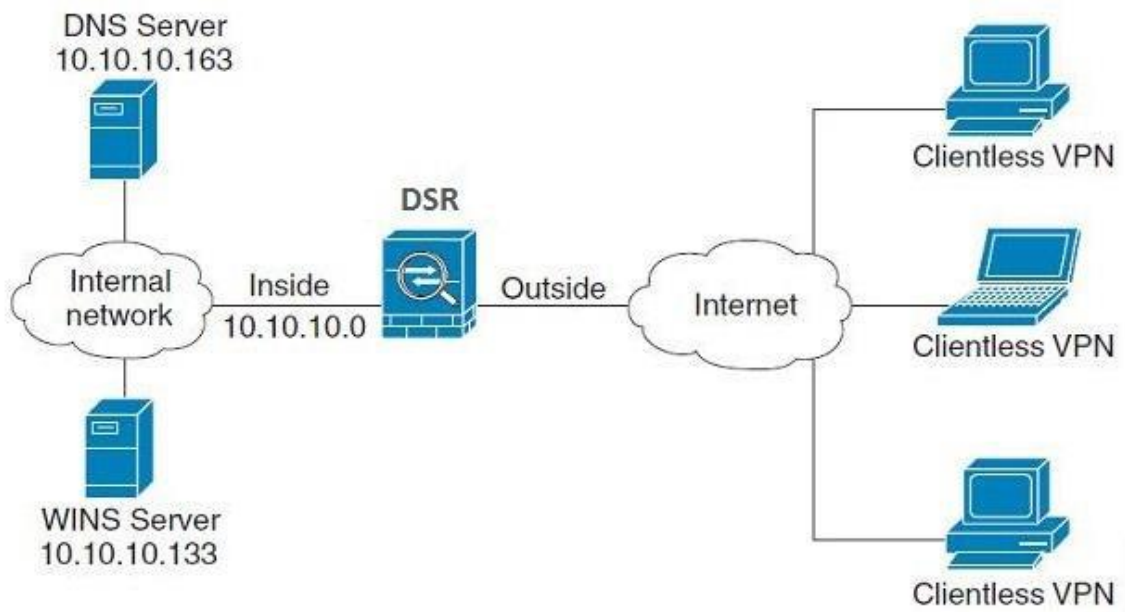 DNS Server
10.10.10.163
DSR
Internal
network
Inside
10.10.10.0
Outside
Internet
WINS Server
10.10.10.133
Clientless VPN
Clientless VPN
Clientless VPN